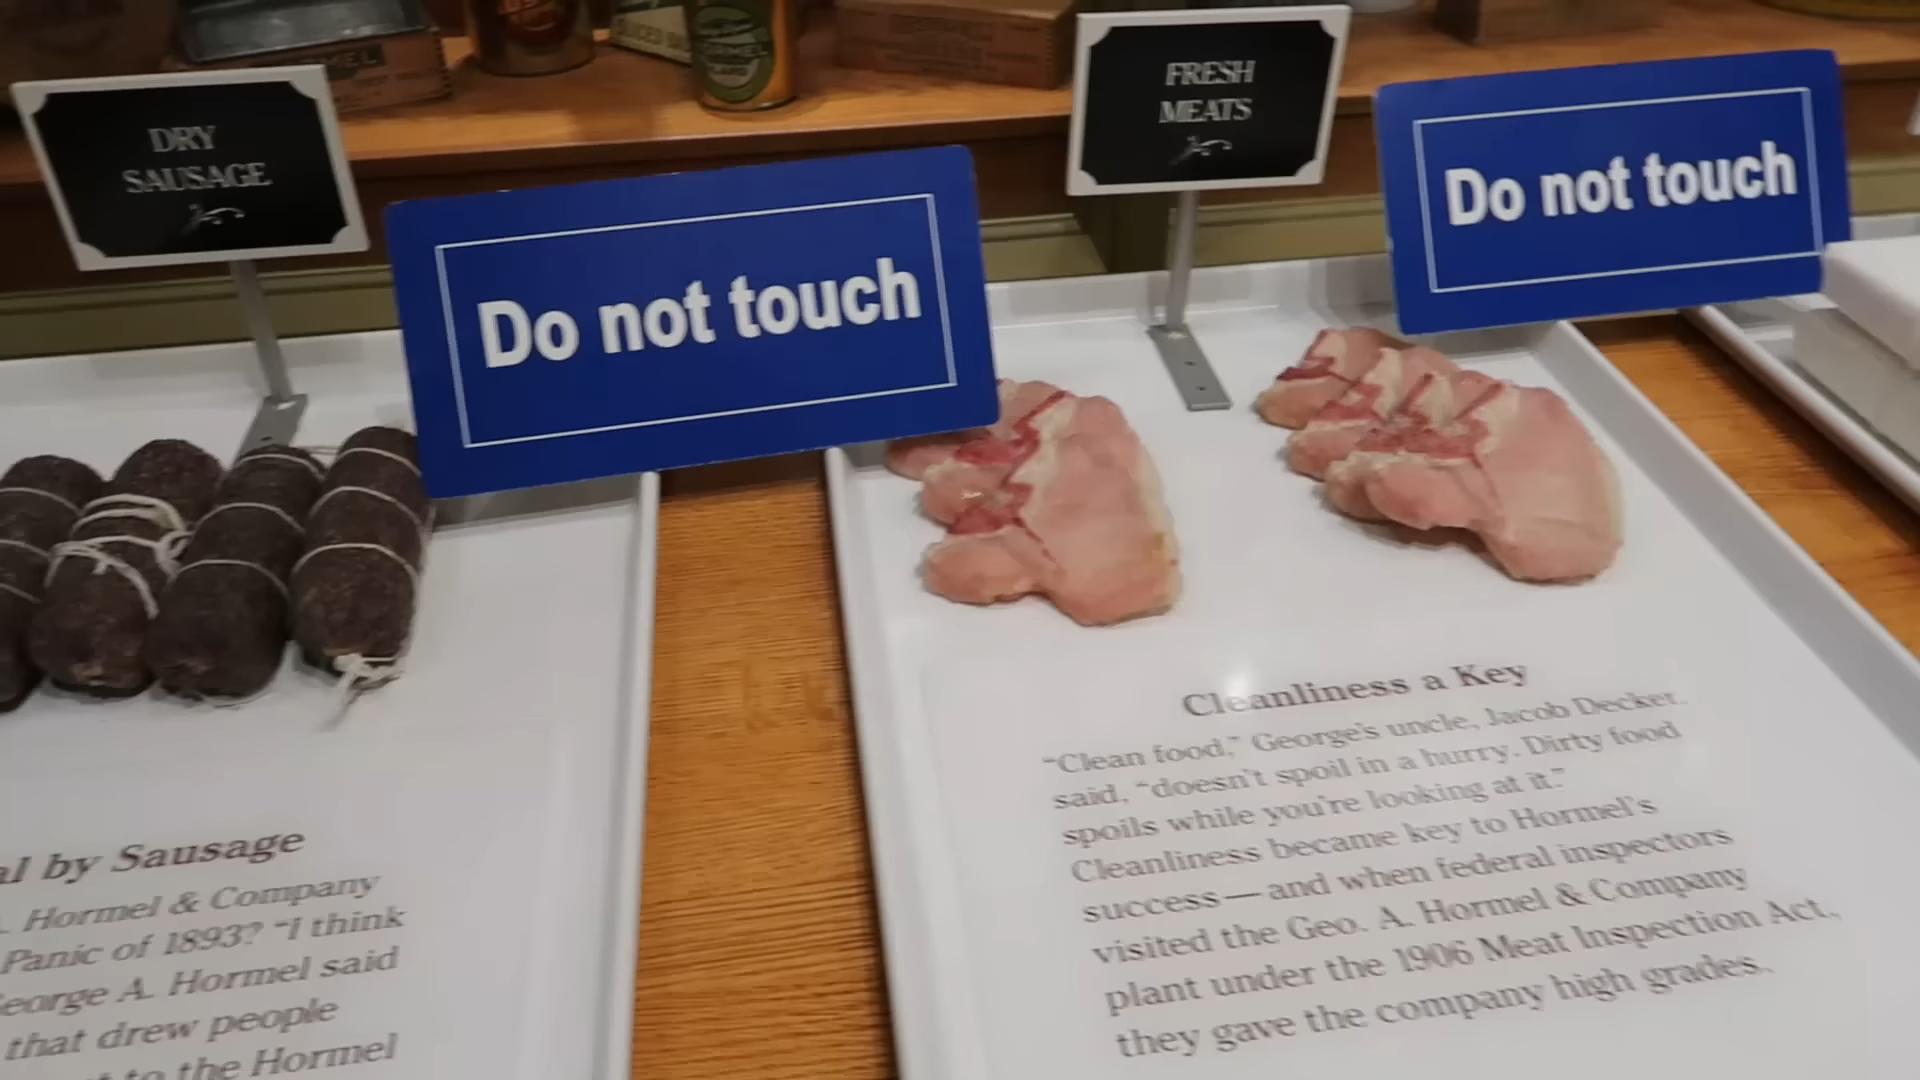 DRY
SAUSAGE
HORMEL
FRESH
MEATS
Do not touch
Do not touch
al by Sausage
. Hormel & Company
Panic of 1893? “I think
eorge A. Hormel said
that drew people
to the Hormel
Cleanliness a Key
“Clean food,” George’s uncle, Jacob Decker,
said, “doesn’t spoil in a hurry. Dirty food
spoils while you’re looking at it.”
Cleanliness became key to Hormel’s
success—and when federal inspectors
visited the Geo. A. Hormel & Company
plant under the 1906 Meat Inspection Act,
they gave the company high grades.